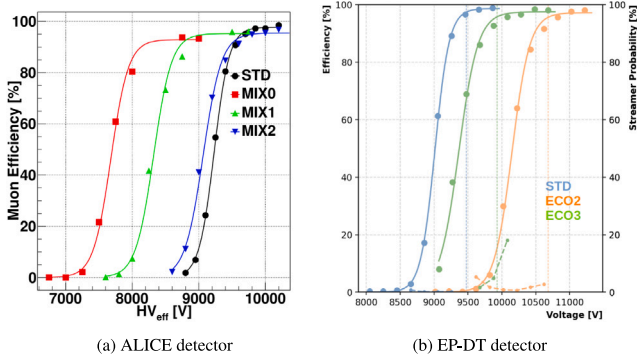 a)
Muon Efficiency [%]
100
80
60
40
20
0
STD
MIX0
MIX1
MIX2
7000 8000 9000 10000
HVeff [V]
(a) ALICE detector
b)
Efficiency [%]
100
80
60
40
20
0
STD
ECO2
ECO3
8000 8500 9000 9500 10000 10500 11000
Voltage [V]
Streamer Probability [%]
100
80
60
40
20
0
(b) EP-DT detector